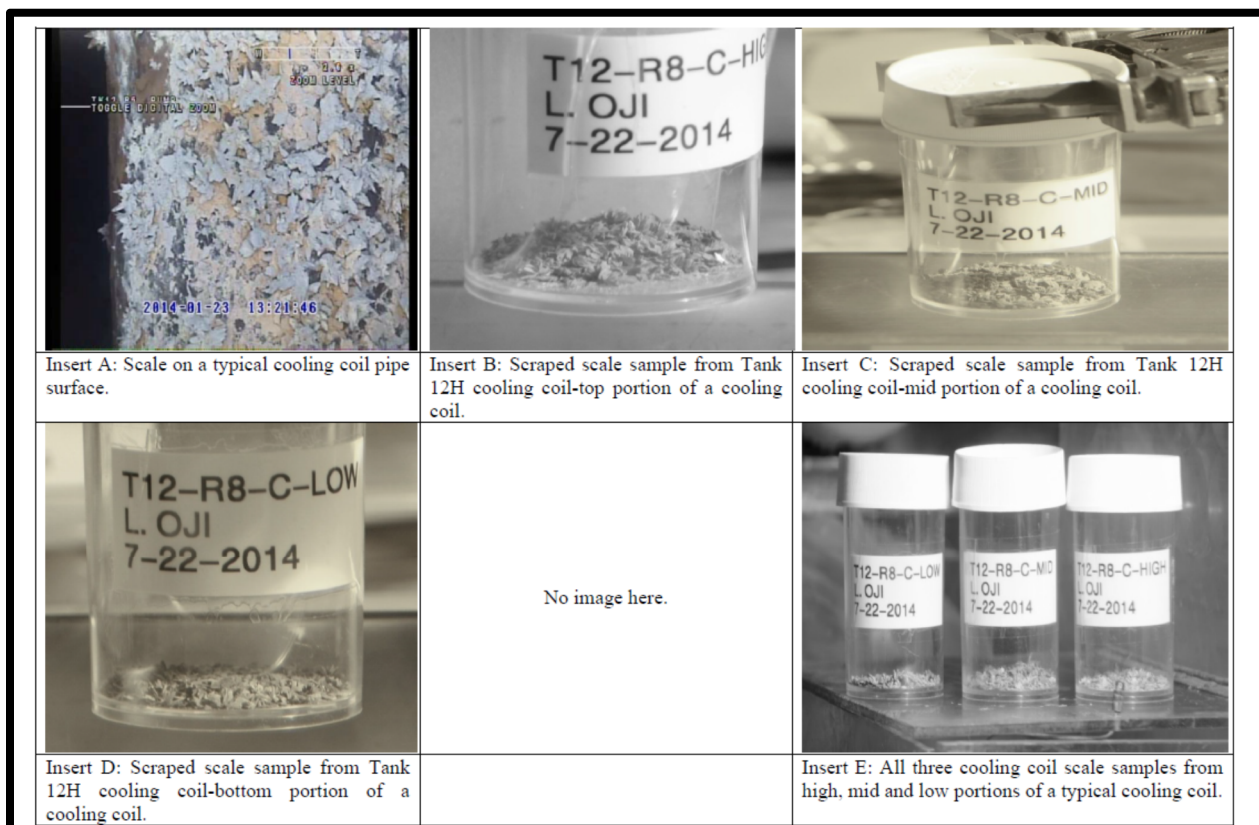 ZOOM LEVEL
TOGGLE DIGITAL ZOOM
2014-01-23 13:21:46
T12-R8-C-HIG
L. OJI
7-22-2014
T12-R8-C-MID
L. OJI
7-22-2014
Insert A: Scale on a typical cooling coil pipe
surface.
Insert B: Scraped scale sample from Tank
12H cooling coil-top portion of a cooling
coil.
Insert C: Scraped scale sample from Tank 12H
cooling coil-mid portion of a cooling coil.
T12-R8-C-LOW
L. OJI
7-22-2014
No image here.
T12-R8-C-LOW
L. OJI
7-22-2014
T12-R8-C-MID
L. OJI
7-22-2014
T12-R8-C-HIGH
L. OJI
7-22-2014
Insert D: Scraped scale sample from Tank
12H cooling coil-bottom portion of a
cooling coil.
Insert E: All three cooling coil scale samples from
high, mid and low portions of a typical cooling coil.